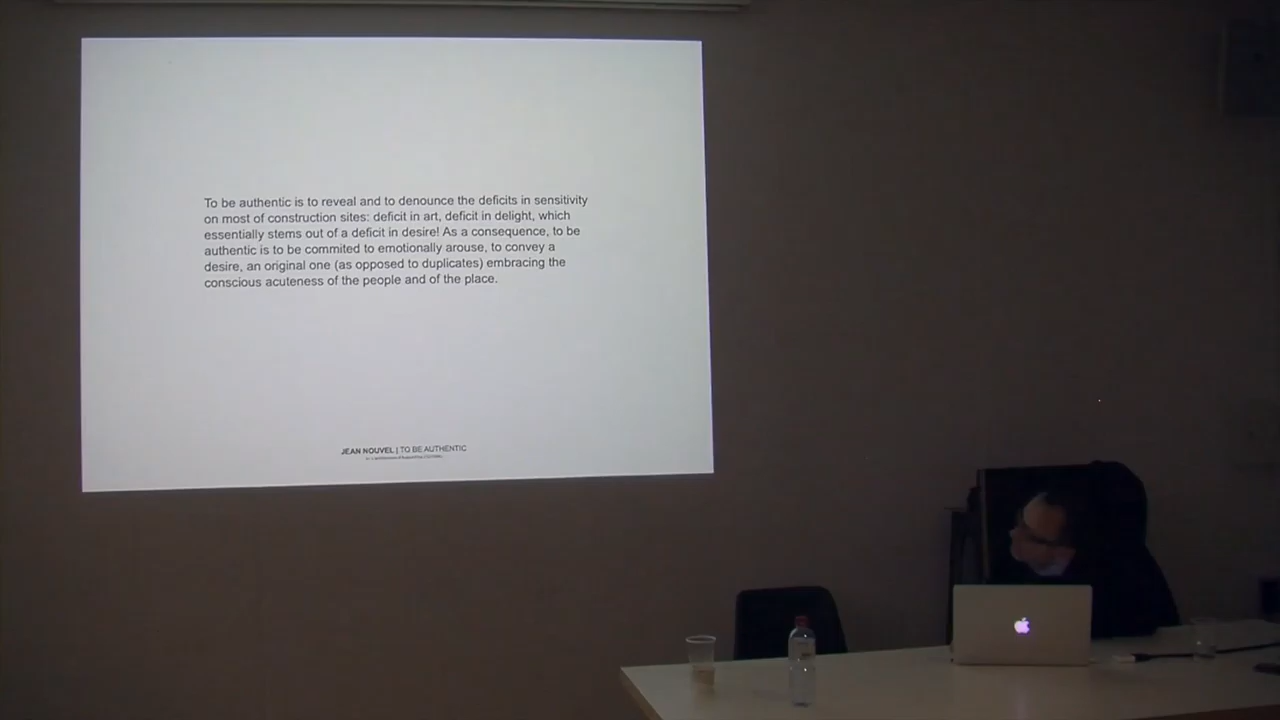 To be authentic is to reveal and to denounce the deficits in sensitivity
on most of construction sites: deficit in art, deficit in delight, which
essentially stems out of a deficit in desire! As a consequence, to be
authentic is to be commited to emotionally arouse, to convey a
desire, an original one (as opposed to duplicates) embracing the
conscious acuteness of the people and of the place.
JEAN NOUVEL | TO BE AUTHENTIC